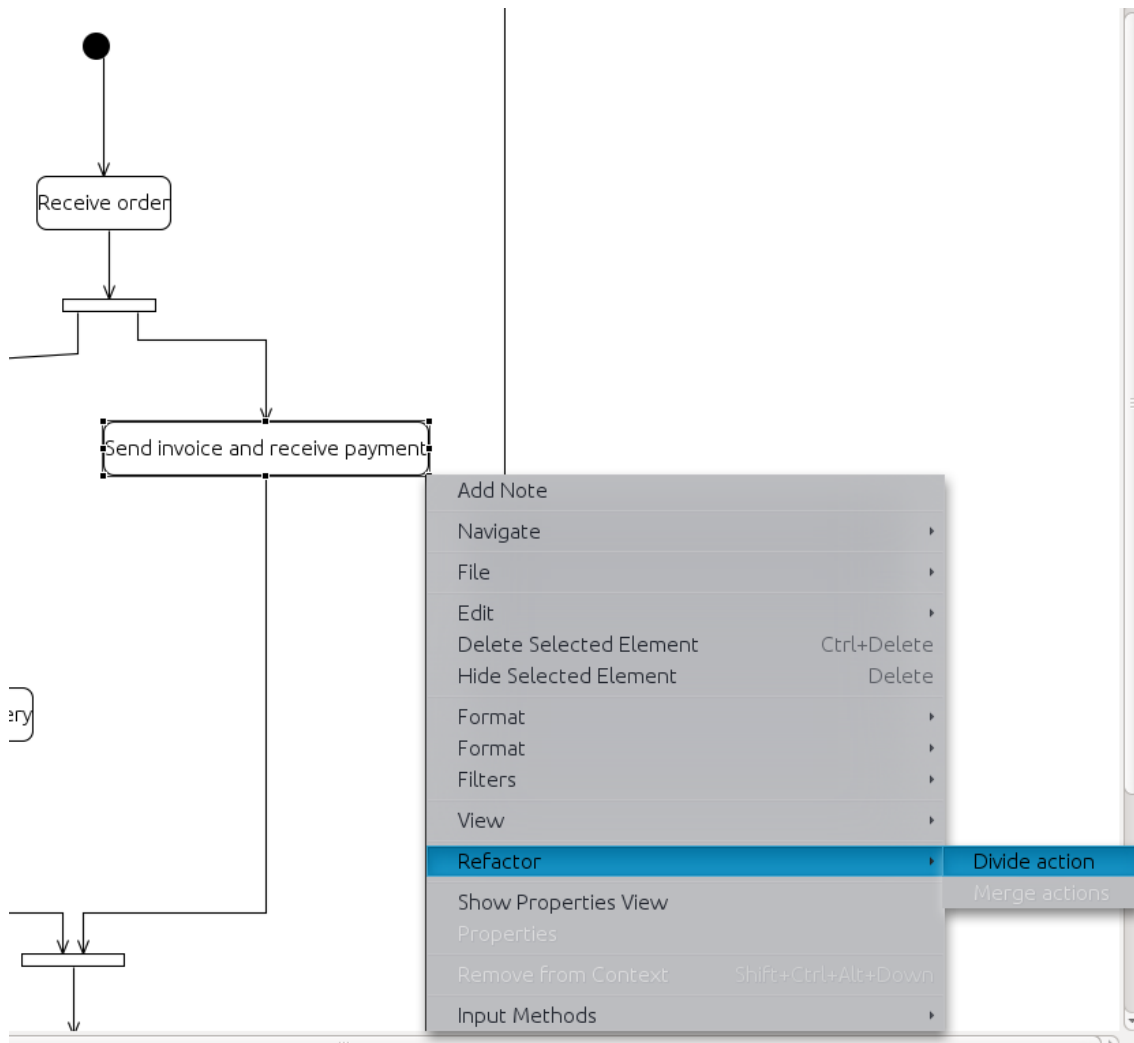 Receive order
Send invoice and receive payment
Add Note
Navigate
File
Edit
Delete Selected Element Ctrl+Delete
Hide Selected Element Delete
ery
Format
Format
Filters
View
Refactor Divide action
Merge actions
Show Properties View
Properties
Remove from Context Shift+Ctrl+Alt+Down
Input Methods